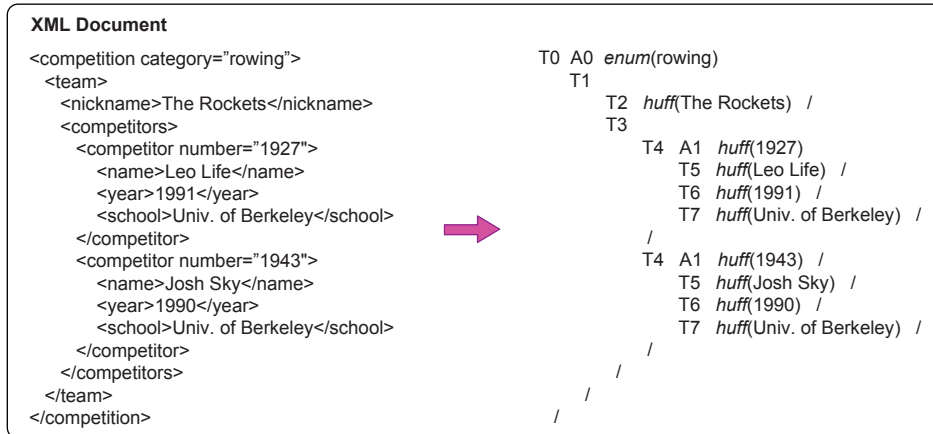 XML Document
<competition category=”rowing”>
<team>
<nickname>The Rockets</nickname>
<competitors>
<competitor number=”1927">
<name>Leo Life</name>
<year>1991</year>
<school>Univ. of Berkeley</school>
</competitor>
<competitor number=”1943">
<name>Josh Sky</name>
<year>1990</year>
<school>Univ. of Berkeley</school>
</competitor>
</competitors>
</team>
</competition>
T0 A0 enum(rowing)
T1
T2 huff(The Rockets) /
T3
T4 A1 huff(1927)
T5 huff(Leo Life) /
T6 huff(1991) /
T7 huff(Univ. of Berkeley) /
/
T4 A1 huff(1943) /
T5 huff(Josh Sky) /
T6 huff(1990) /
T7 huff(Univ. of Berkeley) /
/
/
/
/